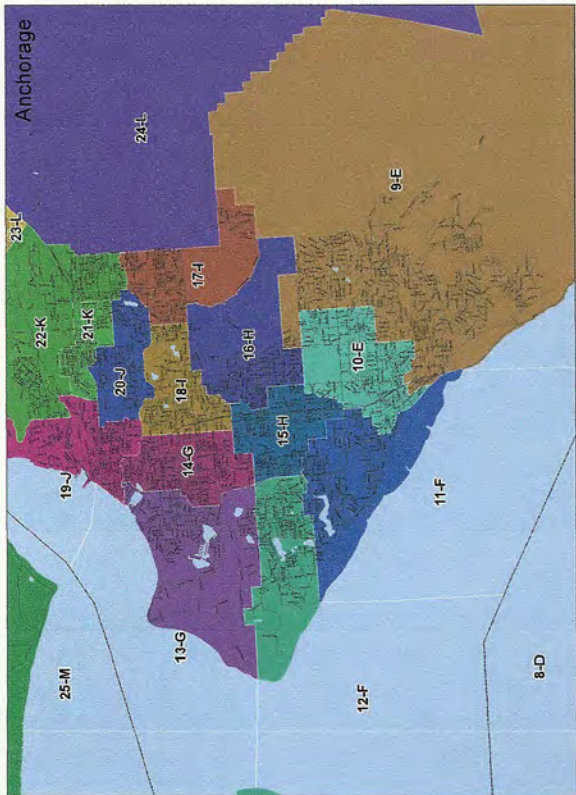 Anchorage
23-L
24-L
22-K
21-K
20-J
17-I
9-E
19-J
18-I
16-H
10-E
14-G
15-H
13-G
11-F
25-M
12-F
8-D